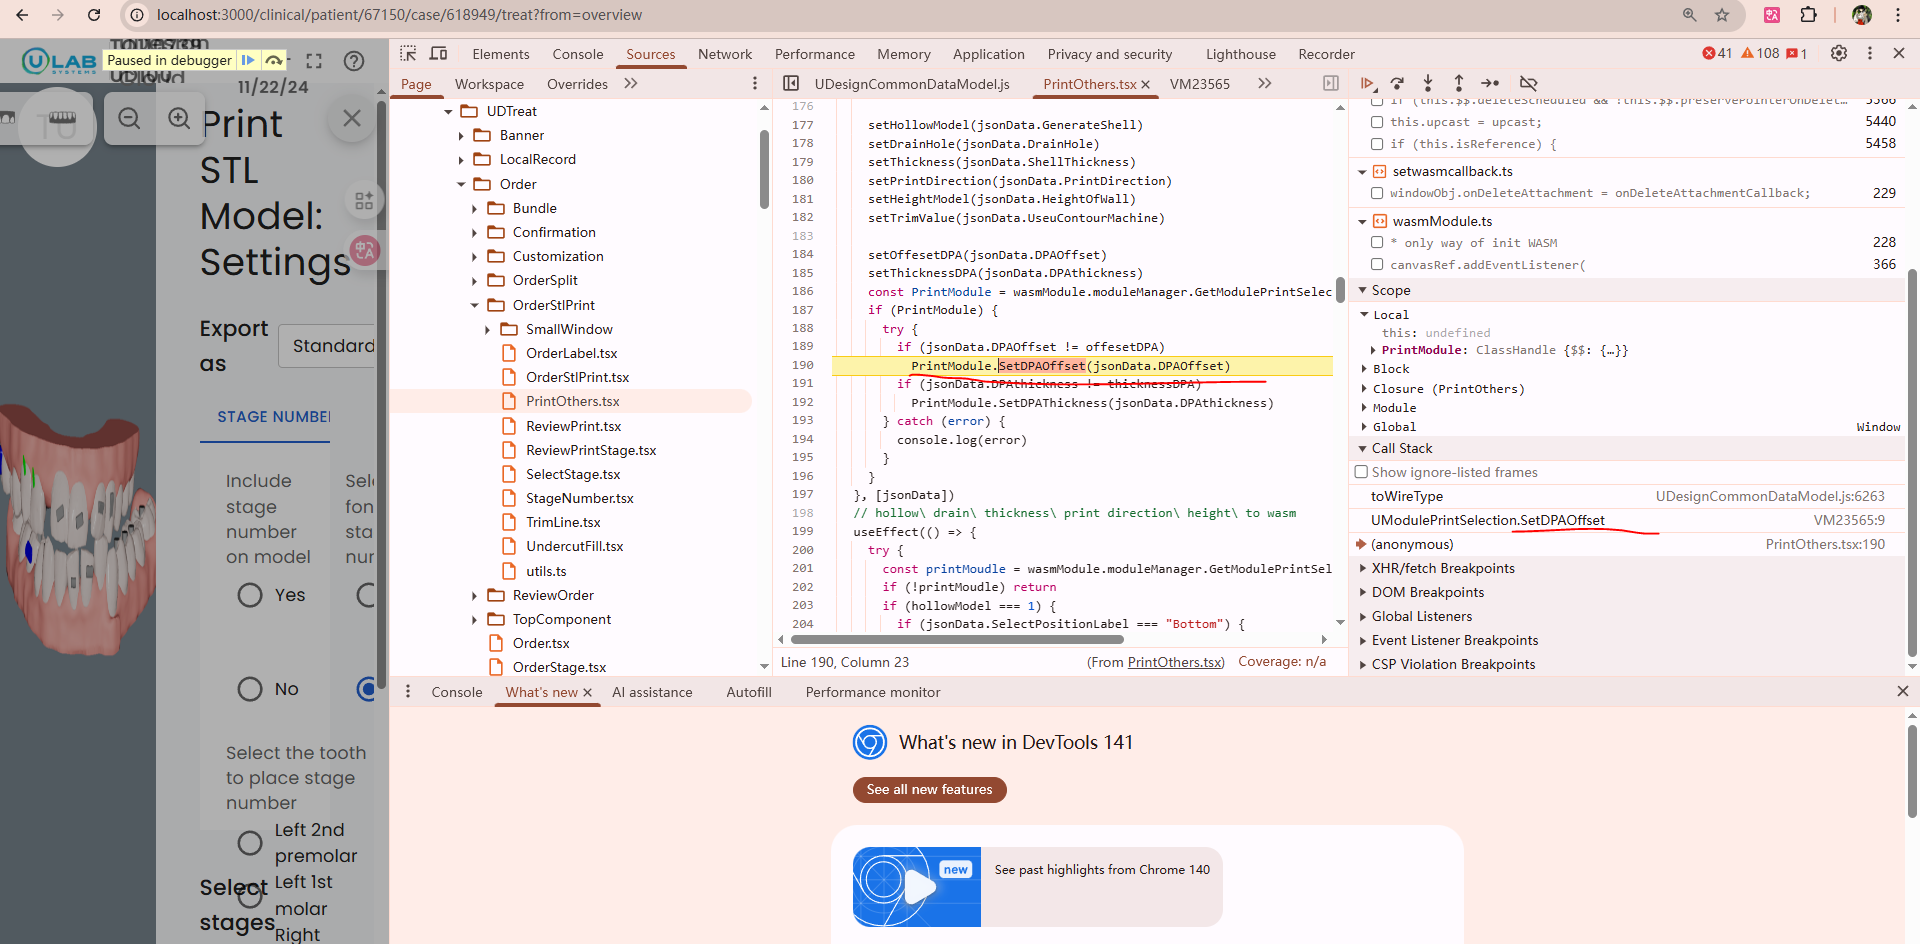 localhost:3000/clinical/patient/67150/case/618949/treat?from=overview
ULAB
SYSTEMS
Paused in debugger
11/22/24
Print
STL
Model:
Settings
Export
as
Standard
STAGE NUMBE
Include
stage
number
on model
Sel
fon
sta
nu
Yes
No
Select the tooth
to place stage
number
Left 2nd
premolar
Left 1st
molar
Right
Select
stages
Elements
Console
Sources
Network
Performance
Memory
Application
Privacy and security
Lighthouse
Recorder
41
108
1
Page
Workspace
Overrides
UDTreat
Banner
LocalRecord
Order
Bundle
Confirmation
Customization
OrderSplit
OrderStlPrint
SmallWindow
OrderLabel.tsx
OrderStlPrint.tsx
PrintOthers.tsx
ReviewPrint.tsx
ReviewPrintStage.tsx
SelectStage.tsx
StageNumber.tsx
TrimLine.tsx
UndercutFill.tsx
utils.ts
ReviewOrder
TopComponent
Order.tsx
OrderStage.tsx
UDesignCommonDataModel.js
PrintOthers.tsx
VM23565
176
177 setHollowModel(jsonData.GenerateShell)
178 setDrainHole(jsonData.DrainHole)
179 setThickness(jsonData.ShellThickness)
180 setPrintDirection(jsonData.PrintDirection)
181 setHeightModel(jsonData.HeightOfWall)
182 setTrimValue(jsonData.UseuContourMachine)
183
184 setOffesetDPA(jsonData.DPAOffset)
185 setThicknessDPA(jsonData.DPAthickness)
186 const PrintModule = wasmModule.moduleManager.GetModulePrintSelec
187 if (PrintModule) {
188 try {
189 if (jsonData.DPAOffset != offesetDPA)
190 PrintModule.SetDPAOffset(jsonData.DPAOffset)
191 if (jsonData.DPAthickness != thicknessDPA)
192 PrintModule.SetDPAThickness(jsonData.DPAthickness)
193 } catch (error) {
194 console.log(error)
195 }
196 }
197 }, [jsonData])
198 // hollow\ drain\ thickness\ print direction\ height\ to wasm
199 useEffect(() => {
200 try {
201 const printMoudle = wasmModule.moduleManager.GetModulePrintSel
202 if (!printMoudle) return
203 if (hollowModel === 1) {
204 if (jsonData.SelectPositionLabel === "Bottom") {
Line 190, Column 23
(From PrintOthers.tsx)
Coverage: n/a
if (this.$$.deleteScheduled && !this.$$.preservePointerOnDelet… 5366
this.upcast = upcast; 5440
if (this.isReference) { 5458
setwasmcallback.ts
windowObj.onDeleteAttachment = onDeleteAttachmentCallback; 229
wasmModule.ts
* only way of init WASM 228
canvasRef.addEventListener( 366
Scope
Local
this: undefined
PrintModule: ClassHandle {$$: {…}}
Block
Closure (PrintOthers)
Module
Global Window
Call Stack
Show ignore-listed frames
toWireType UDesignCommonDataModel.js:6263
UModulePrintSelection.SetDPAOffset VM23565:9
(anonymous) PrintOthers.tsx:190
XHR/fetch Breakpoints
DOM Breakpoints
Global Listeners
Event Listener Breakpoints
CSP Violation Breakpoints
Console
What's new
AI assistance
Autofill
Performance monitor
What's new in DevTools 141
See all new features
new
See past highlights from Chrome 140